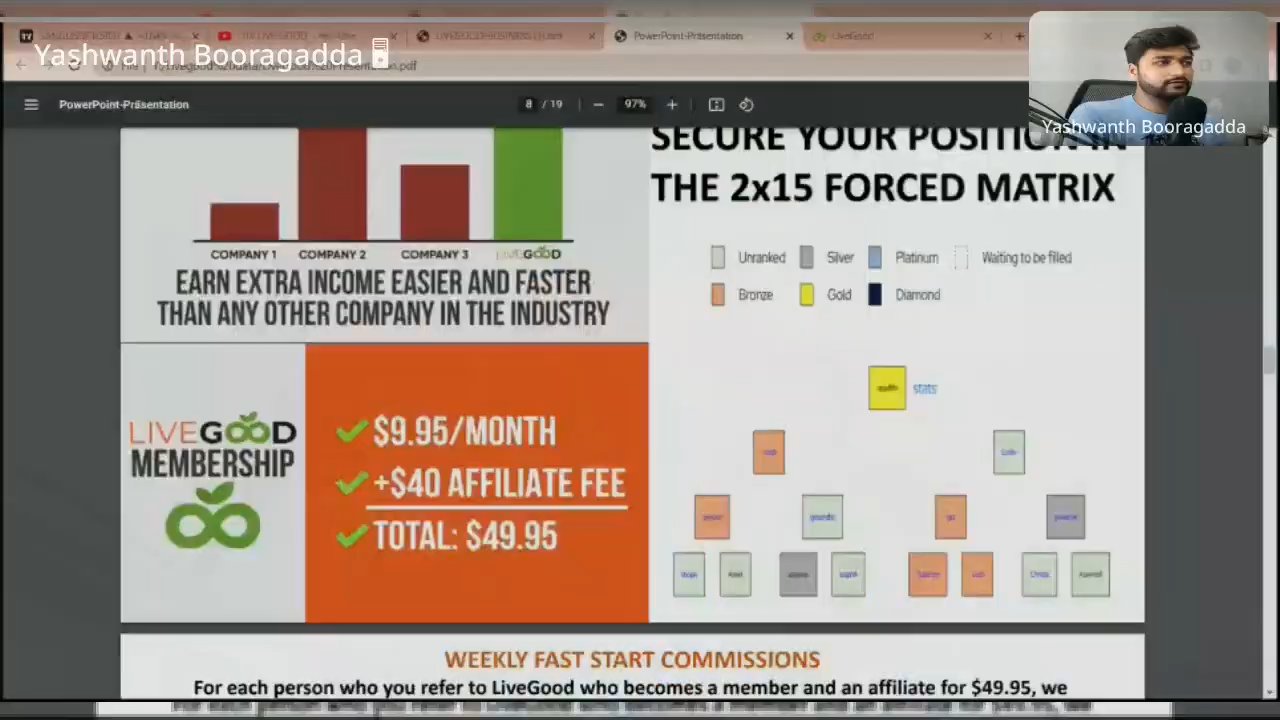 Yashwanth Booragadda
PowerPoint-Präsentation
LiveGood
PowerPoint-Präsentation
8 / 19
97%
Yashwanth Booragadda
COMPANY 1
COMPANY 2
COMPANY 3
LIVEGOOD
EARN EXTRA INCOME EASIER AND FASTER
THAN ANY OTHER COMPANY IN THE INDUSTRY
LIVEGOOD
MEMBERSHIP
$9.95/MONTH
+$40 AFFILIATE FEE
TOTAL: $49.95
SECURE YOUR POSITION IN
THE 2x15 FORCED MATRIX
Unranked
Silver
Platinum
Waiting to be filled
Bronze
Gold
Diamond
stats
WEEKLY FAST START COMMISSIONS
For each person who you refer to LiveGood who becomes a member and an affiliate for $49.95, we